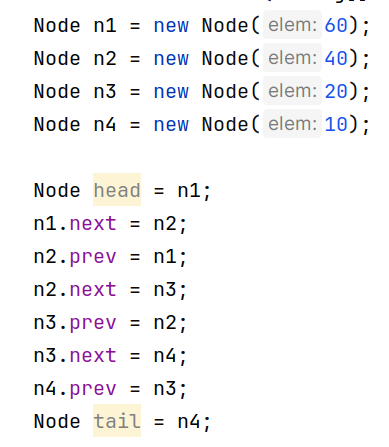 Node n1 = new Node( elem: 60);
Node n2 = new Node( elem: 40);
Node n3 = new Node( elem: 20);
Node n4 = new Node( elem: 10);
Node head = n1;
n1.next = n2;
n2.prev = n1;
n2.next = n3;
n3.prev = n2;
n3.next = n4;
n4.prev = n3;
Node tail = n4;